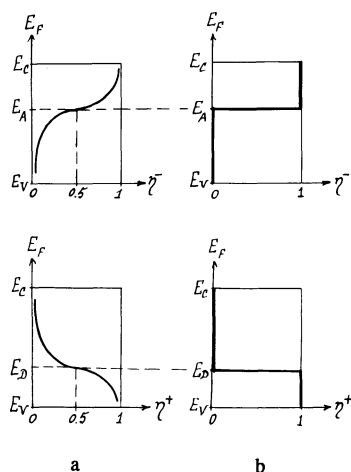 E_F E_F
E_C E_C
E_A E_A
E_V E_V
0 0.5 1 η⁻ 0 1 η⁻
E_F E_F
E_C E_C
E_D E_D
E_V E_V
0 0.5 1 η⁺ 0 1 η⁺
a b